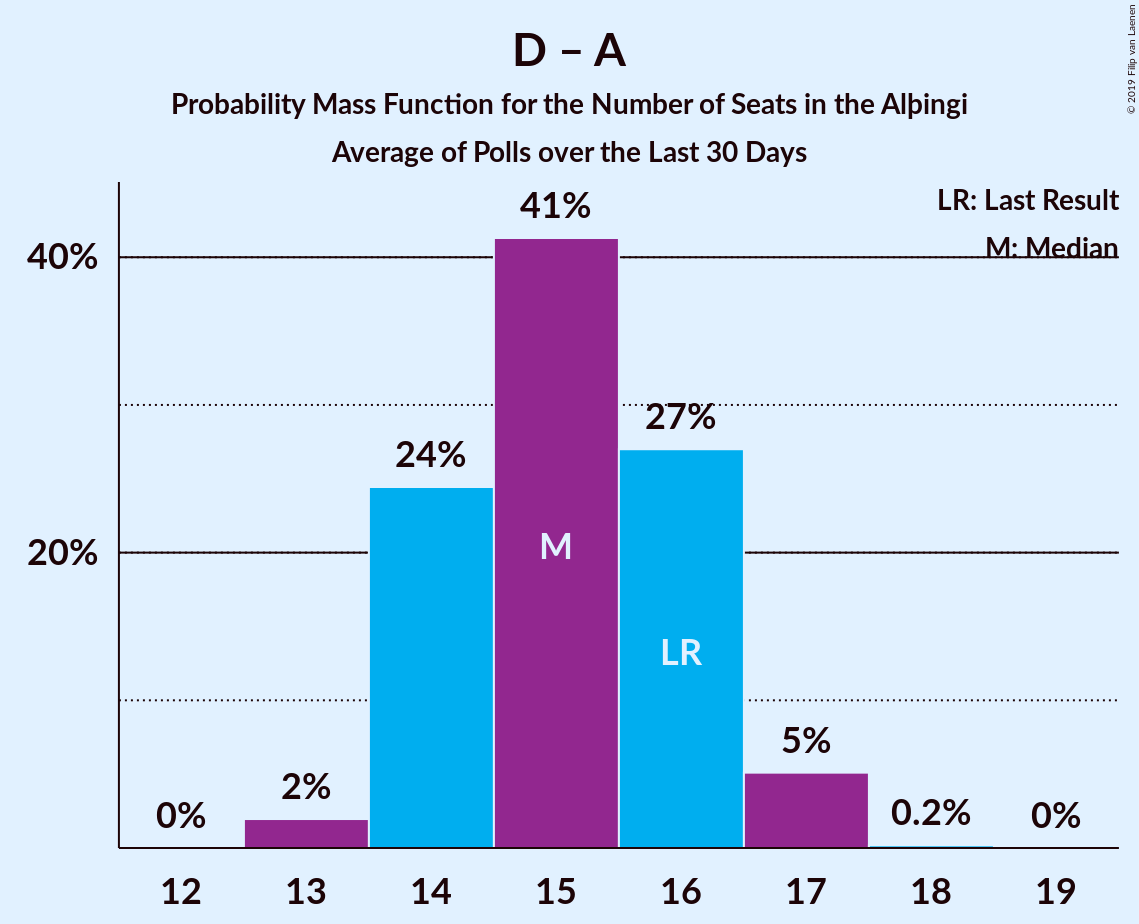 D – A
Probability Mass Function for the Number of Seats in the Alþingi
Average of Polls over the Last 30 Days
© 2019 Filip van Laenen
LR: Last Result
M: Median
40%
20%
0%
2%
24%
41%
27%
5%
0.2%
0%
M
LR
12 13 14 15 16 17 18 19